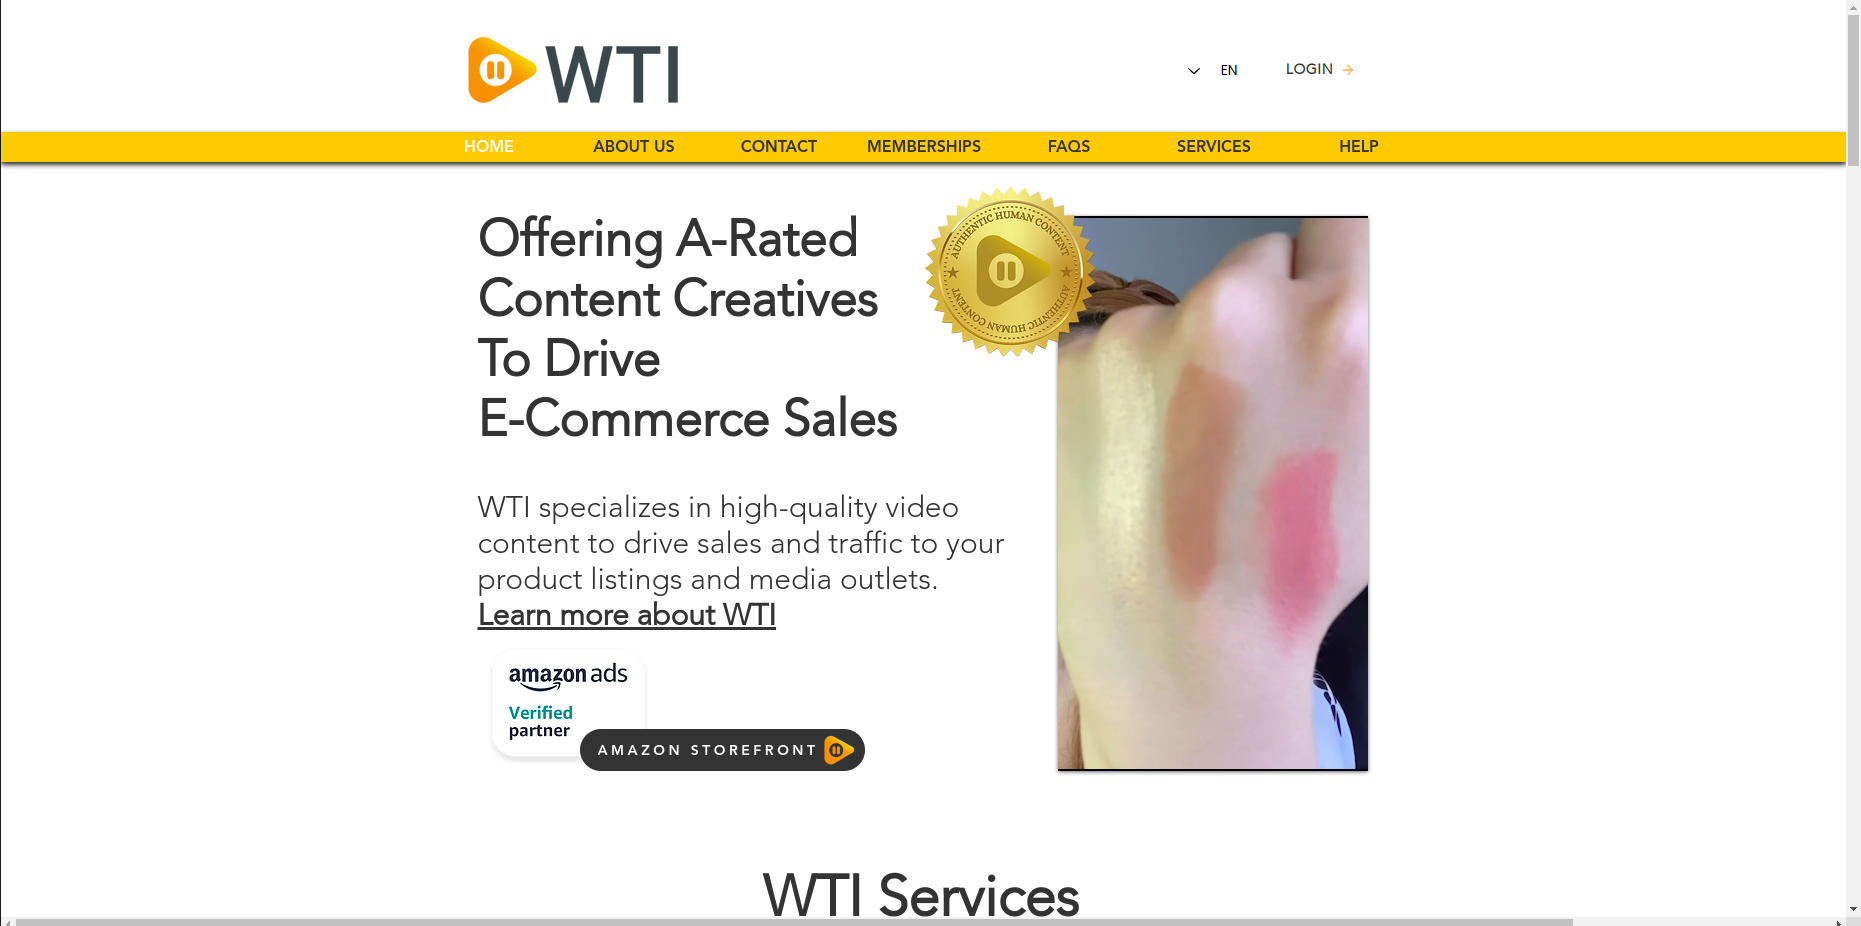 WTI
EN
LOGIN
HOME
ABOUT US
CONTACT
MEMBERSHIPS
FAQS
SERVICES
HELP
Offering A-Rated
Content Creatives
To Drive
E-Commerce Sales
AUTHENTIC HUMAN CONTENT
AUTHENTIC HUMAN CONTENT
WTI specializes in high-quality video
content to drive sales and traffic to your
product listings and media outlets.
Learn more about WTI
amazon ads
Verified
partner
AMAZON STOREFRONT
WTI Services